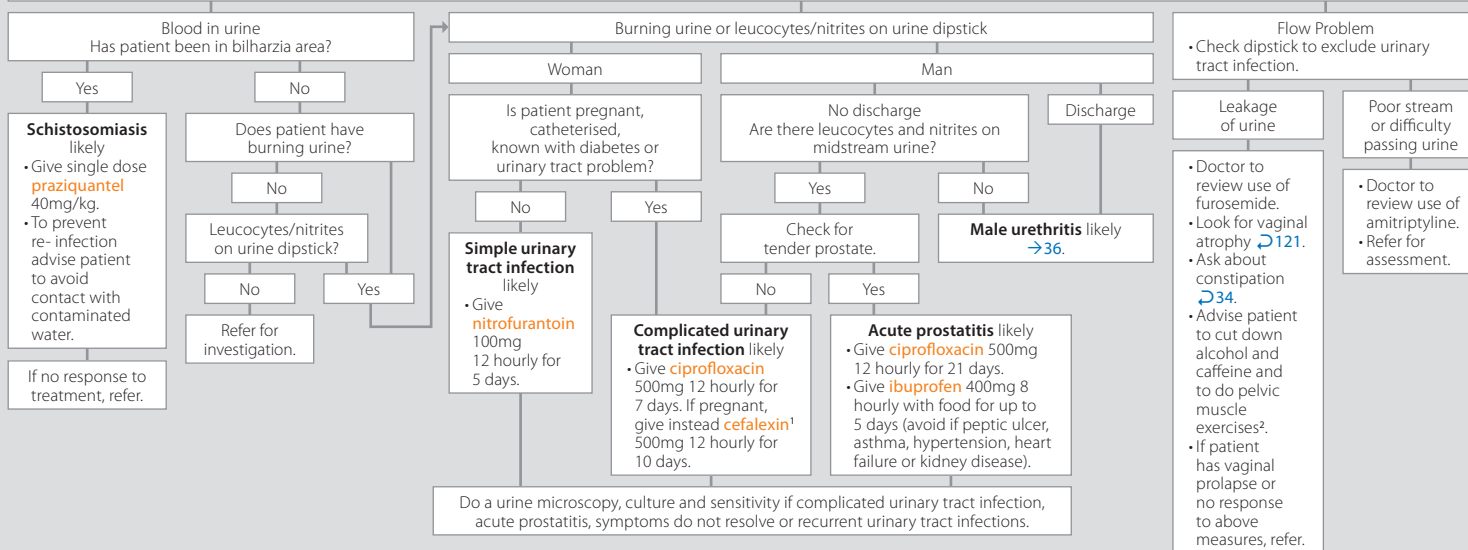 Blood in urine
Has patient been in bilharzia area?
Yes
No
Schistosomiasis
likely
• Give single dose
praziquantel
40mg/kg.
• To prevent
re- infection
advise patient
to avoid
contact with
contaminated
water.
If no response to
treatment, refer.
Does patient have
burning urine?
No
Leucocytes/nitrites
on urine dipstick?
No
Yes
Refer for
investigation.
Burning urine or leucocytes/nitrites on urine dipstick
Woman
Is patient pregnant,
catheterised,
known with diabetes or
urinary tract problem?
No
Yes
Simple urinary
tract infection
likely
• Give
nitrofurantoin
100mg
12 hourly for
5 days.
Man
No discharge
Are there leucocytes and nitrites on
midstream urine?
Discharge
Yes
No
Check for
tender prostate.
Male urethritis likely
→36.
No
Yes
Complicated urinary
tract infection likely
• Give ciprofloxacin
500mg 12 hourly for
7 days. If pregnant,
give instead cefalexin¹
500mg 12 hourly for
10 days.
Acute prostatitis likely
• Give ciprofloxacin 500mg
12 hourly for 21 days.
• Give ibuprofen 400mg 8
hourly with food for up to
5 days (avoid if peptic ulcer,
asthma, hypertension, heart
failure or kidney disease).
Do a urine microscopy, culture and sensitivity if complicated urinary tract infection,
acute prostatitis, symptoms do not resolve or recurrent urinary tract infections.
Flow Problem
• Check dipstick to exclude urinary
tract infection.
Leakage
of urine
• Doctor to
review use of
furosemide.
• Look for vaginal
atrophy ⮌121.
• Ask about
constipation
⮌34.
• Advise patient
to cut down
alcohol and
caffeine and
to do pelvic
muscle
exercises².
• If patient
has vaginal
prolapse or
no response
to above
measures, refer.
Poor stream
or difficulty
passing urine
• Doctor to
review use of
amitriptyline.
• Refer for
assessment.